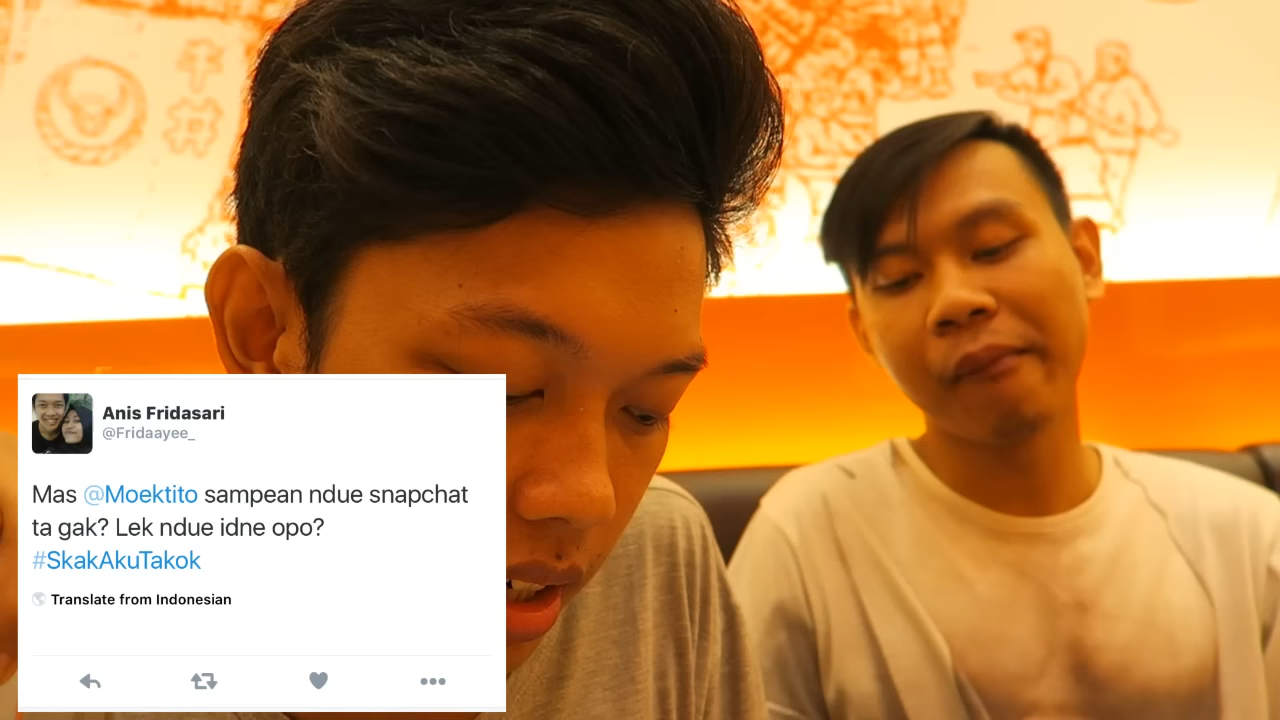 Anis Fridasari
@Fridaayee_
Mas @Moektito sampean ndue snapchat
ta gak? Lek ndue idne opo?
#SkakAkuTakok
Translate from Indonesian